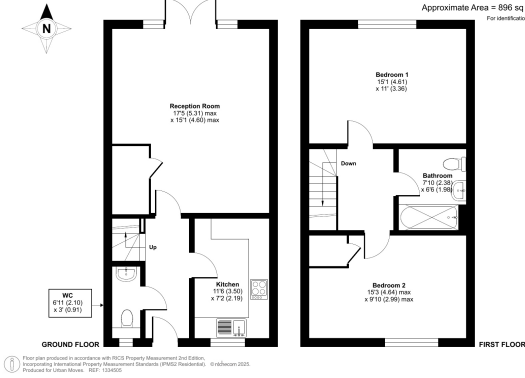 Approximate Area = 896 sq
For identificatio
N
Reception Room
17'5 (5.31) max
x 15'1 (4.60) max
Up
Kitchen
11'6 (3.50)
x 7'2 (2.19)
WC
6'11 (2.10)
x 3' (0.91)
GROUND FLOOR
Bedroom 1
15'1 (4.61)
x 11' (3.36)
Down
Bathroom
7'10 (2.38)
x 6'6 (1.98)
Bedroom 2
15'3 (4.64) max
x 9'10 (2.99) max
FIRST FLOOR
Floor plan produced in accordance with RICS Property Measurement 2nd Edition,
Incorporating International Property Measurement Standards (IPMS2 Residential). © nichecom 2025.
Produced for Urban Moves. REF: 1334505